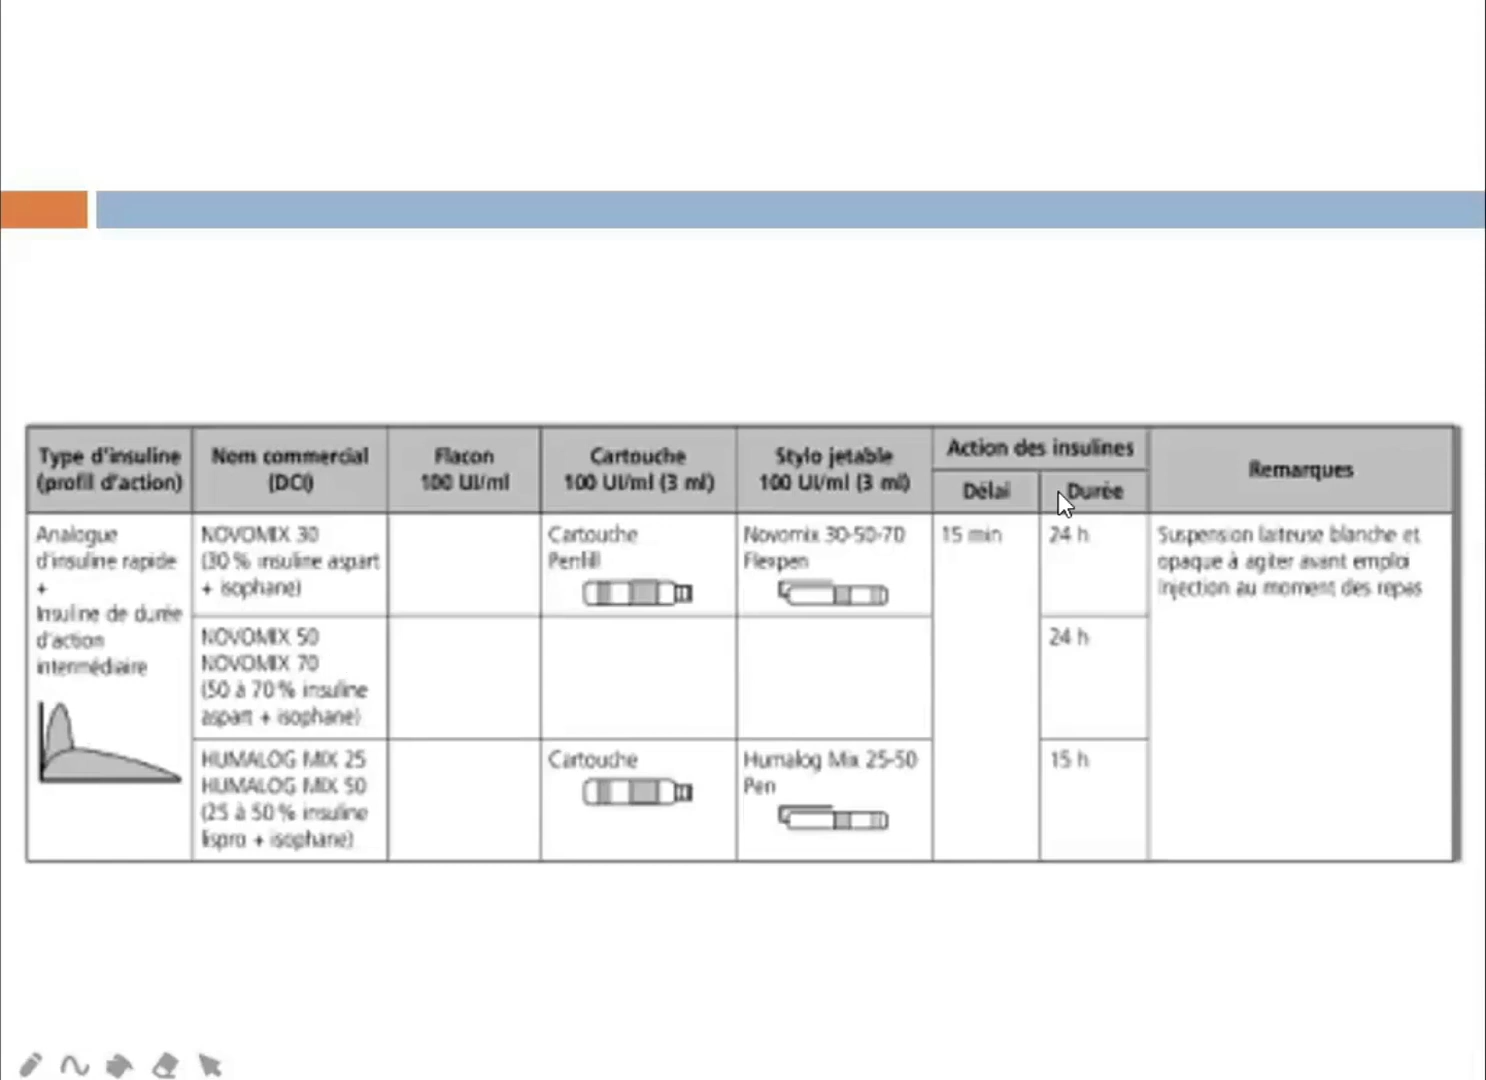 Type d'insuline
(profil d'action)
Nom commercial
(DCI)
Flacon
100 UI/ml
Cartouche
100 UI/ml (3 ml)
Stylo jetable
100 UI/ml (3 ml)
Action des insulines
Délai
Durée
Remarques
Analogue
d'insuline rapide
+
Insuline de durée
d'action
intermédiaire
NOVOMIX 30
(30 % insuline aspart
+ isophane)
Cartouche
Penfill
Novomix 30-50-70
Flexpen
15 min
24 h
Suspension laiteuse blanche et
opaque à agiter avant emploi
Injection au moment des repas
NOVOMIX 50
NOVOMIX 70
(50 à 70 % insuline
aspart + isophane)
24 h
HUMALOG MIX 25
HUMALOG MIX 50
(25 à 50 % insuline
lispro + isophane)
Cartouche
Humalog Mix 25-50
Pen
15 h